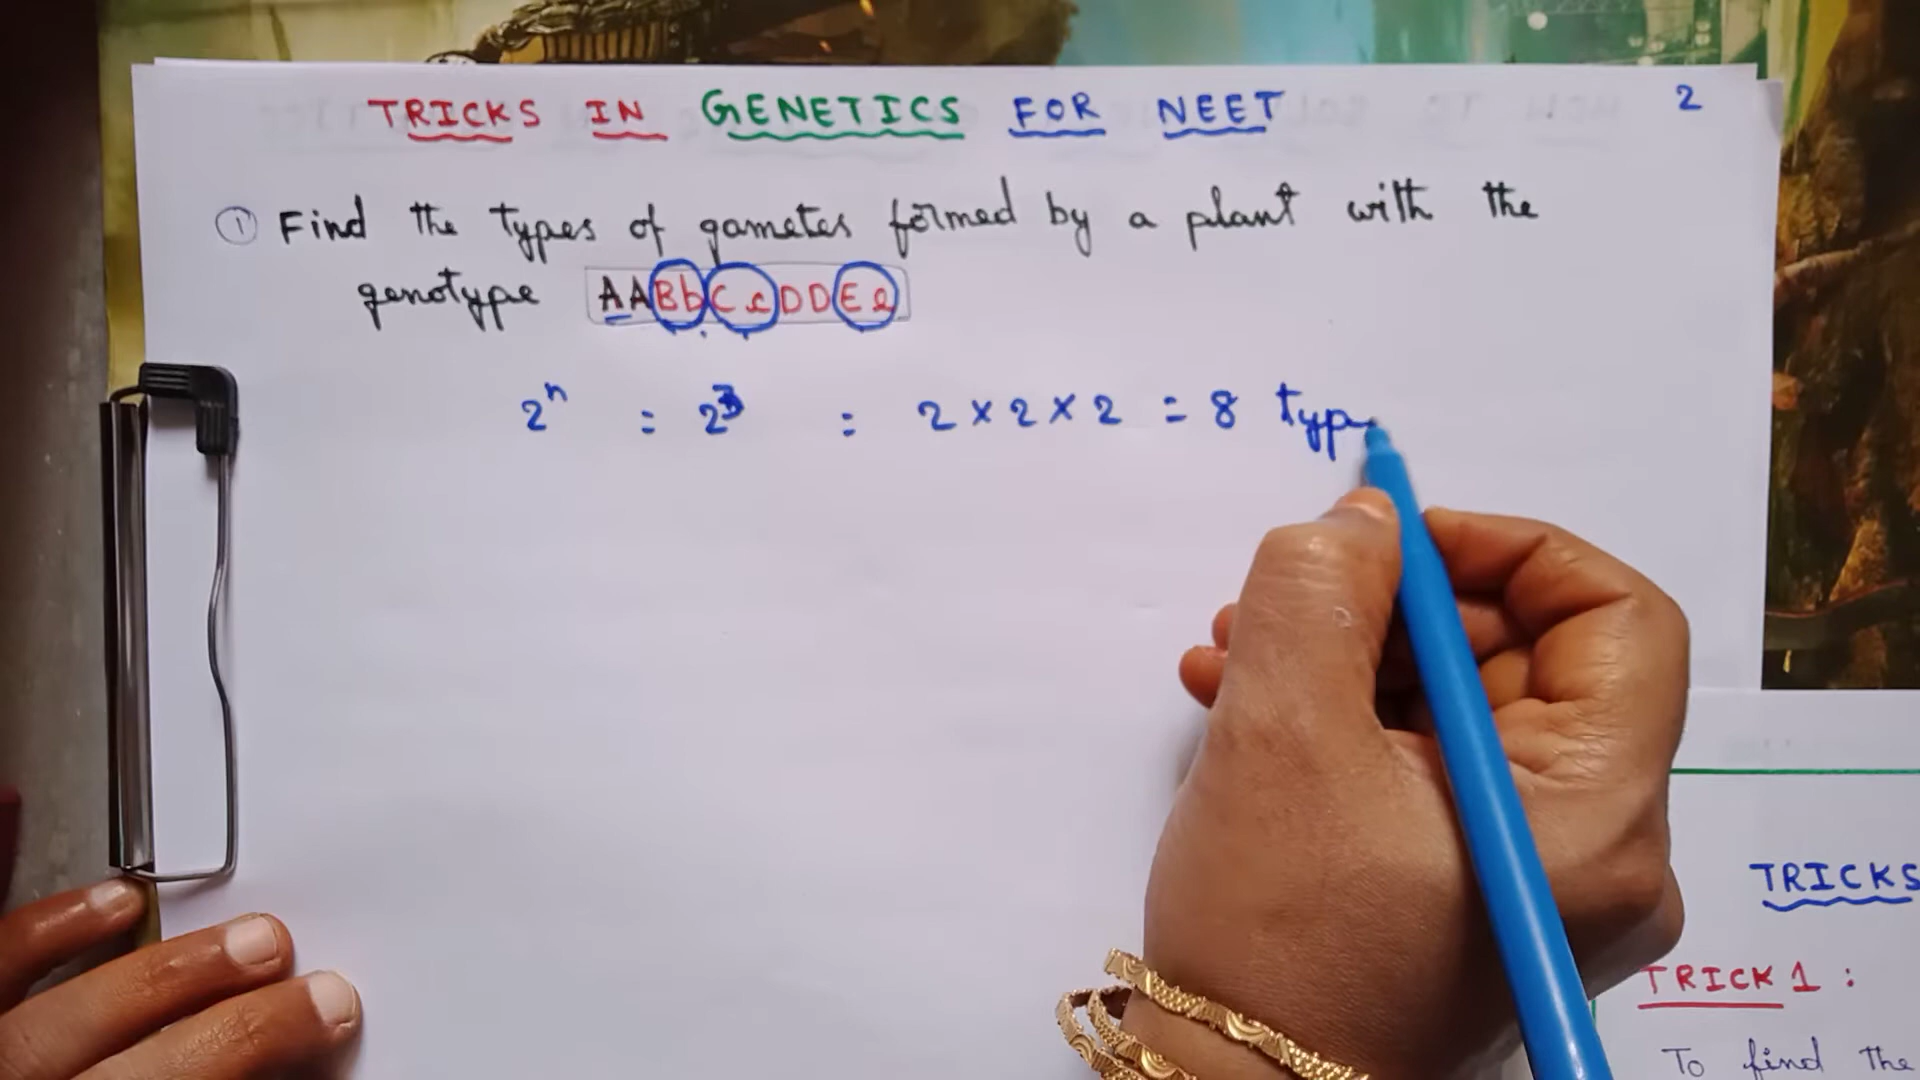 TRICKS IN GENETICS FOR NEET 2
① Find the types of gametes formed by a plant with the
genotype AABbCcDDEe
2ⁿ = 2³ = 2 × 2 × 2 = 8 type
TRICKS
TRICK 1 :
To find the